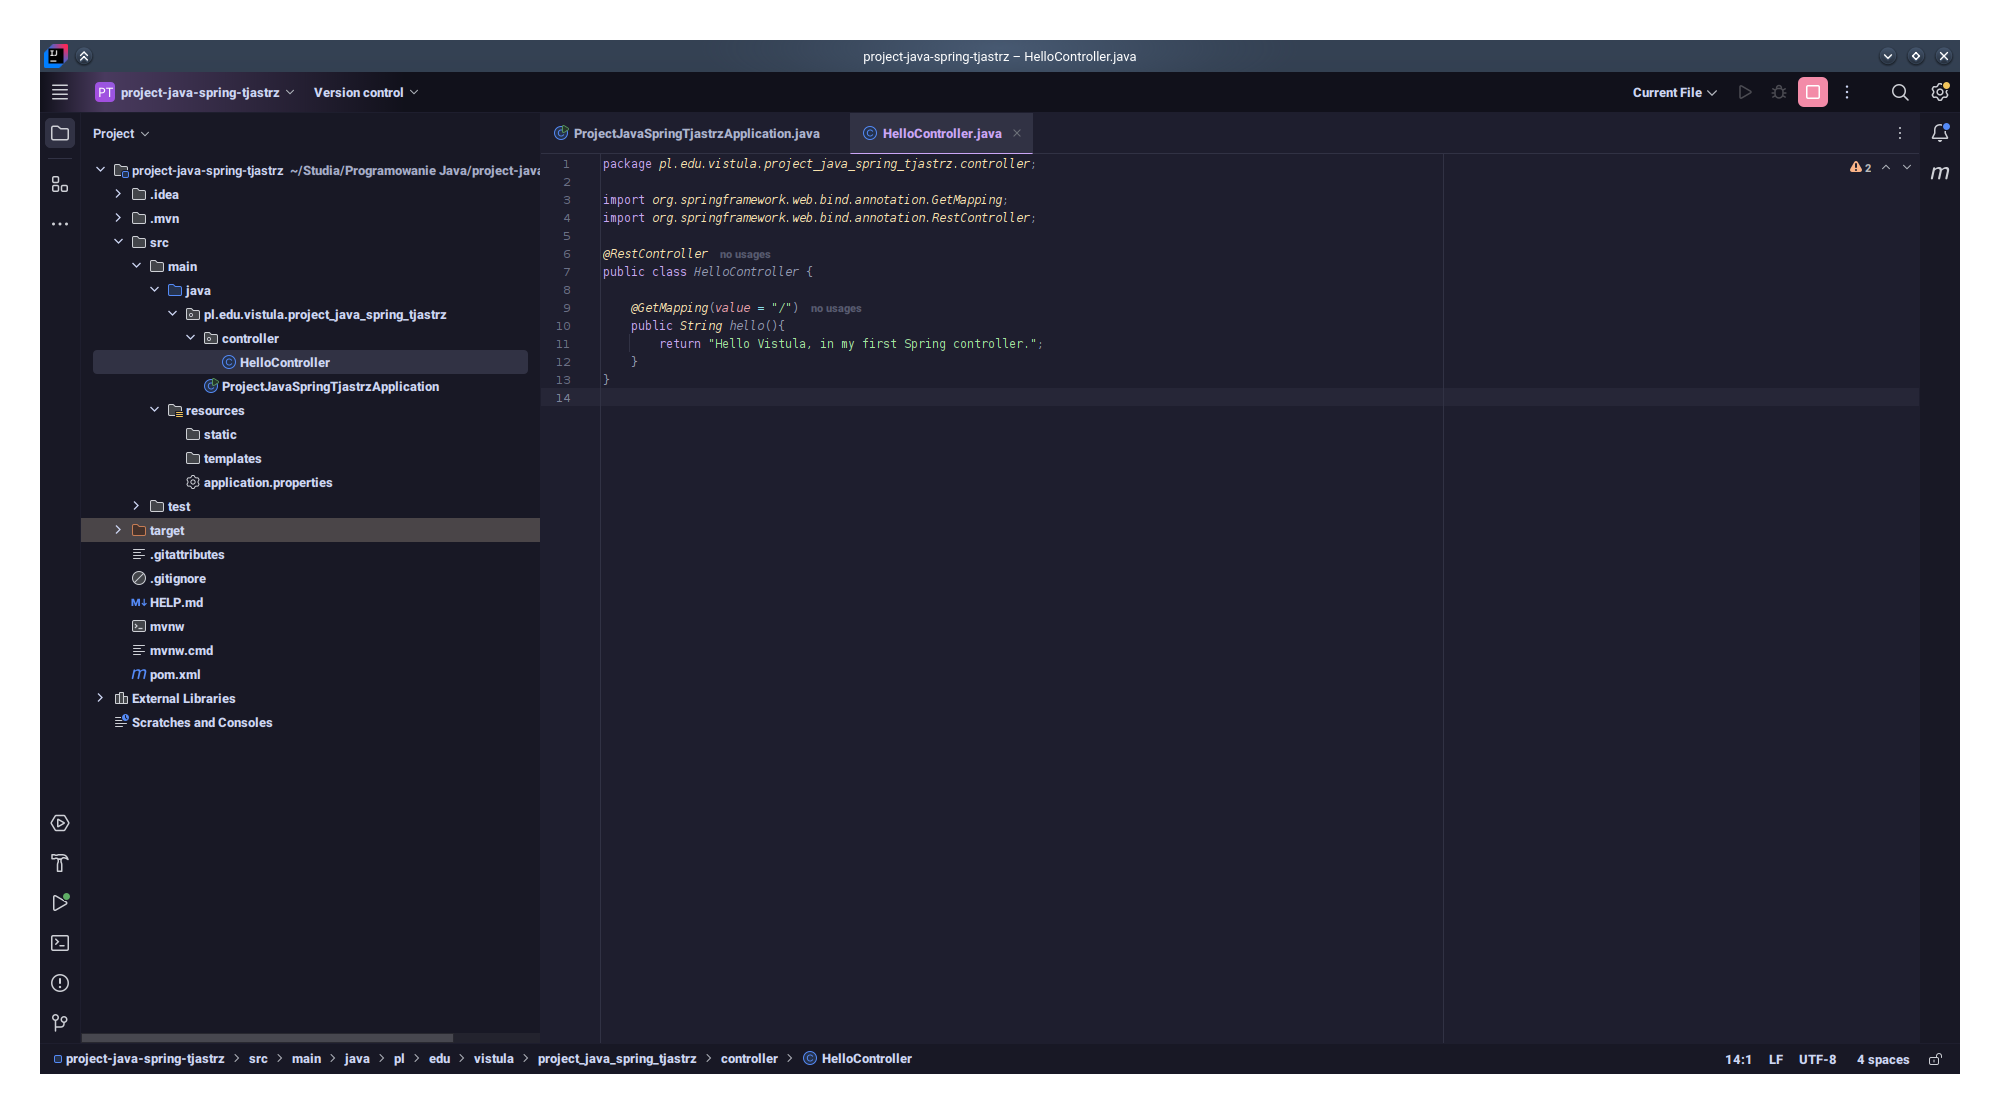 project-java-spring-tjastrz – HelloController.java
PT project-java-spring-tjastrz Version control
Current File
Project
project-java-spring-tjastrz ~/Studia/Programowanie Java/project-java
.idea
.mvn
src
main
java
pl.edu.vistula.project_java_spring_tjastrz
controller
HelloController
ProjectJavaSpringTjastrzApplication
resources
static
templates
application.properties
test
target
.gitattributes
.gitignore
HELP.md
mvnw
mvnw.cmd
pom.xml
External Libraries
Scratches and Consoles
ProjectJavaSpringTjastrzApplication.java HelloController.java
2
1 package pl.edu.vistula.project_java_spring_tjastrz.controller;
2
3 import org.springframework.web.bind.annotation.GetMapping;
4 import org.springframework.web.bind.annotation.RestController;
5
6 @RestController no usages
7 public class HelloController {
8
9 @GetMapping(value = "/") no usages
10 public String hello(){
11 return "Hello Vistula, in my first Spring controller.";
12 }
13 }
14
project-java-spring-tjastrz > src > main > java > pl > edu > vistula > project_java_spring_tjastrz > controller > HelloController
14:1 LF UTF-8 4 spaces